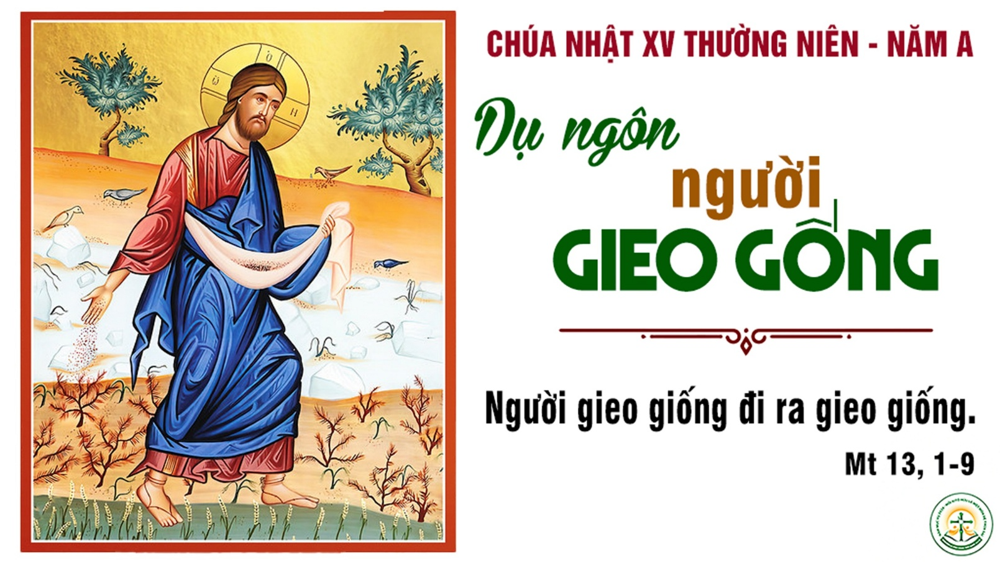 CHÚA NHẬT XV THƯỜNG NIÊN - NĂM A
Dụ ngôn
người
GIEO GỐNG
Người gieo giống đi ra gieo giống.
Mt 13, 1-9